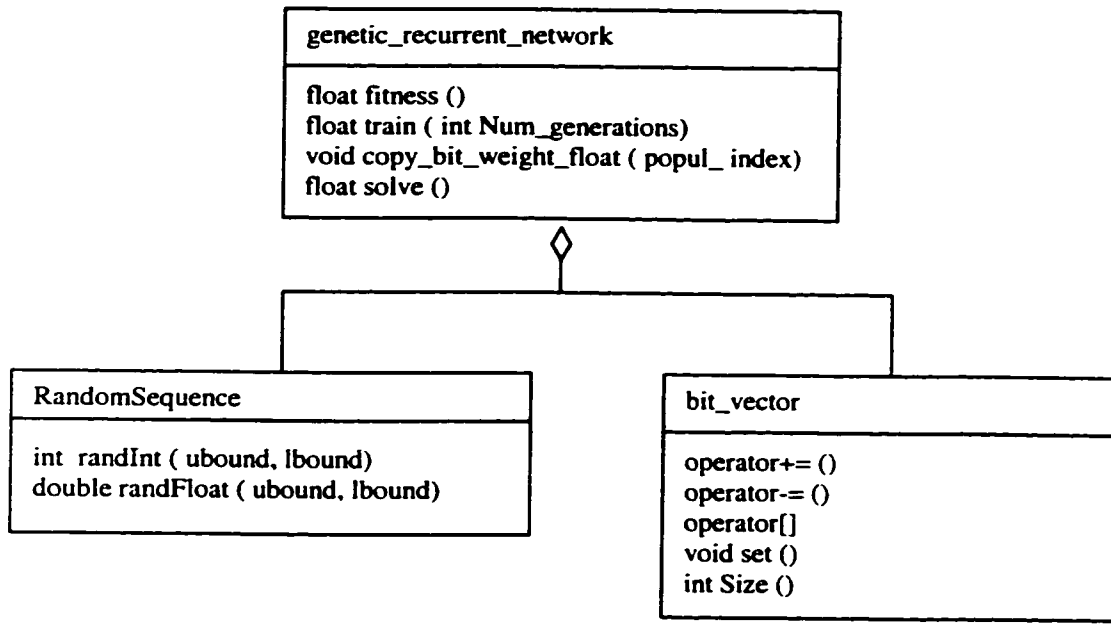 genetic_recurrent_network
float fitness ()
float train ( int Num_generations)
void copy_bit_weight_float ( popul_ index)
float solve ()
RandomSequence
int randInt ( ubound, lbound)
double randFloat ( ubound, lbound)
bit_vector
operator+= ()
operator-= ()
operator[]
void set ()
int Size ()